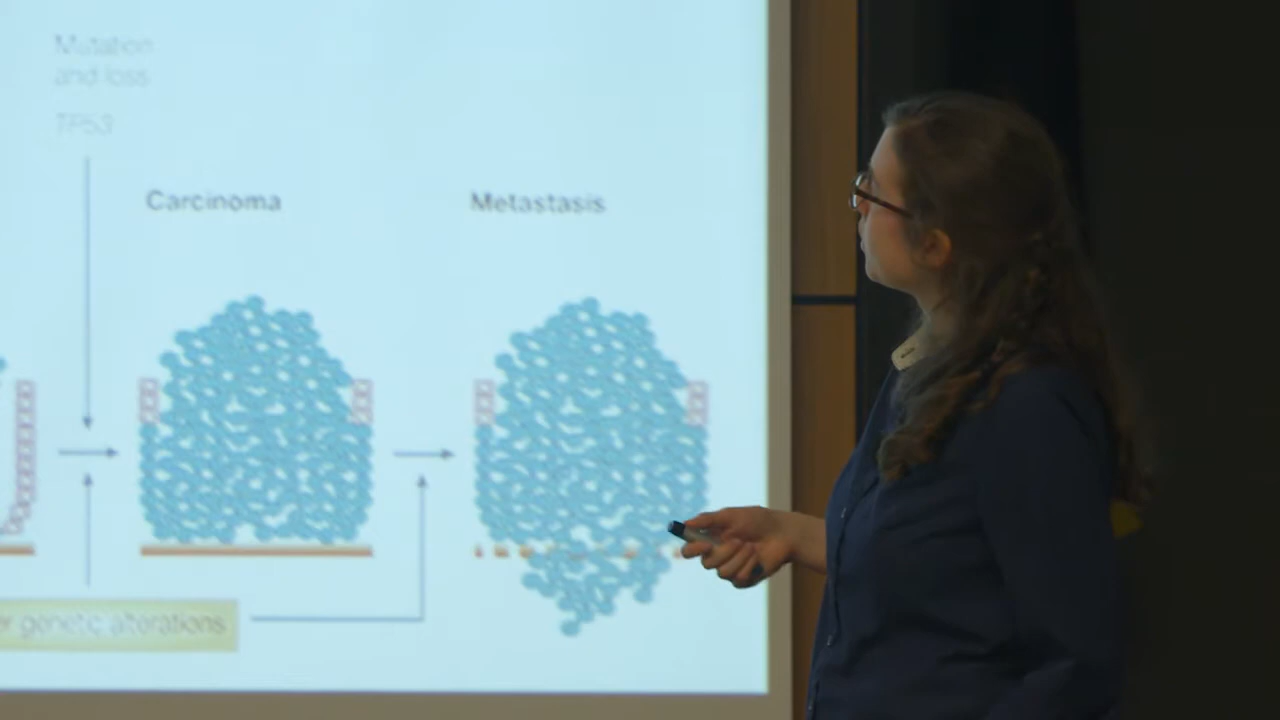 Mutation
and loss
TP53
Carcinoma
Metastasis
genetic alterations